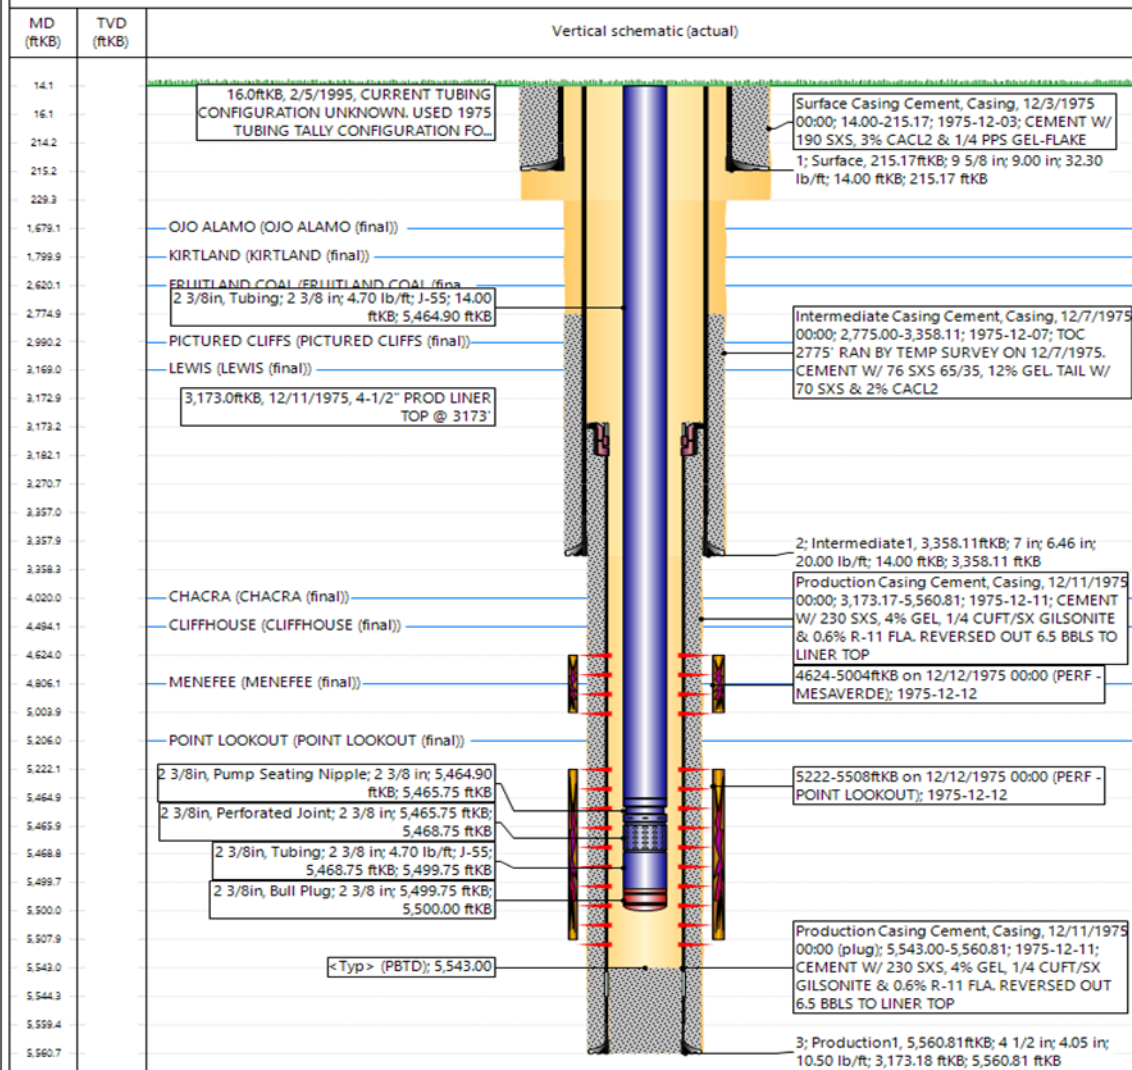 MD
(ftKB)
TVD
(ftKB)
Vertical schematic (actual)
14.1
16.1
214.2
215.2
229.3
1,679.1
1,799.9
2,620.1
2,774.9
2,990.2
3,169.0
3,172.9
3,173.2
3,182.1
3,270.7
3,357.0
3,357.9
3,358.3
4,020.0
4,494.1
4,624.0
4,806.1
5,003.9
5,206.0
5,222.1
5,464.9
5,465.9
5,468.8
5,499.7
5,500.0
5,507.9
5,543.0
5,544.3
5,559.4
5,560.7
16.0ftKB, 2/5/1995, CURRENT TUBING
CONFIGURATION UNKNOWN. USED 1975
TUBING TALLY CONFIGURATION FO...
OJO ALAMO (OJO ALAMO (final))
KIRTLAND (KIRTLAND (final))
FRUITLAND COAL (FRUITLAND COAL (fina
2 3/8in, Tubing; 2 3/8 in; 4.70 lb/ft; J-55; 14.00
ftKB; 5,464.90 ftKB
PICTURED CLIFFS (PICTURED CLIFFS (final))
LEWIS (LEWIS (final))
3,173.0ftKB, 12/11/1975, 4-1/2" PROD LINER
TOP @ 3173'
CHACRA (CHACRA (final))
CLIFFHOUSE (CLIFFHOUSE (final))
MENEFEE (MENEFEE (final))
POINT LOOKOUT (POINT LOOKOUT (final))
2 3/8in, Pump Seating Nipple; 2 3/8 in; 5,464.90
ftKB; 5,465.75 ftKB
2 3/8in, Perforated Joint; 2 3/8 in; 5,465.75 ftKB;
5,468.75 ftKB
2 3/8in, Tubing; 2 3/8 in; 4.70 lb/ft; J-55;
5,468.75 ftKB; 5,499.75 ftKB
2 3/8in, Bull Plug; 2 3/8 in; 5,499.75 ftKB;
5,500.00 ftKB
<Typ> (PBTD); 5,543.00
Surface Casing Cement, Casing, 12/3/1975
00:00; 14.00-215.17; 1975-12-03; CEMENT W/
190 SXS, 3% CACL2 & 1/4 PPS GEL-FLAKE
1; Surface, 215.17ftKB; 9 5/8 in; 9.00 in; 32.30
lb/ft; 14.00 ftKB; 215.17 ftKB
Intermediate Casing Cement, Casing, 12/7/1975
00:00; 2,775.00-3,358.11; 1975-12-07; TOC
2775' RAN BY TEMP SURVEY ON 12/7/1975.
CEMENT W/ 76 SXS 65/35, 12% GEL. TAIL W/
70 SXS & 2% CACL2
2; Intermediate1, 3,358.11ftKB; 7 in; 6.46 in;
20.00 lb/ft; 14.00 ftKB; 3,358.11 ftKB
Production Casing Cement, Casing, 12/11/1975
00:00; 3,173.17-5,560.81; 1975-12-11; CEMENT
W/ 230 SXS, 4% GEL, 1/4 CUFT/SX GILSONITE
& 0.6% R-11 FLA. REVERSED OUT 6.5 BBLS TO
LINER TOP
4624-5004ftKB on 12/12/1975 00:00 (PERF -
MESAVERDE); 1975-12-12
5222-5508ftKB on 12/12/1975 00:00 (PERF -
POINT LOOKOUT); 1975-12-12
Production Casing Cement, Casing, 12/11/1975
00:00 (plug); 5,543.00-5,560.81; 1975-12-11;
CEMENT W/ 230 SXS, 4% GEL, 1/4 CUFT/SX
GILSONITE & 0.6% R-11 FLA. REVERSED OUT
6.5 BBLS TO LINER TOP
3; Production1, 5,560.81ftKB; 4 1/2 in; 4.05 in;
10.50 lb/ft; 3,173.18 ftKB; 5,560.81 ftKB